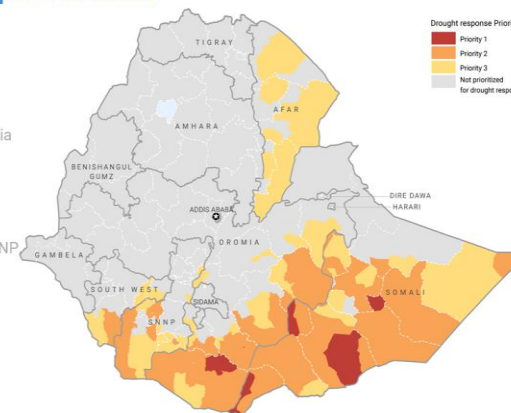 Drought response Priori
Priority 1
Priority 2
Priority 3
Not prioritized
for drought respo
TIGRAY
AFAR
AMHARA
BENISHANGUL
GUMZ
DIRE DAWA
HARARI
ADDIS ABABA
OROMIA
GAMBELA
SOUTH WEST
SIDAMA
SOMALI
SNNP
ia
NP